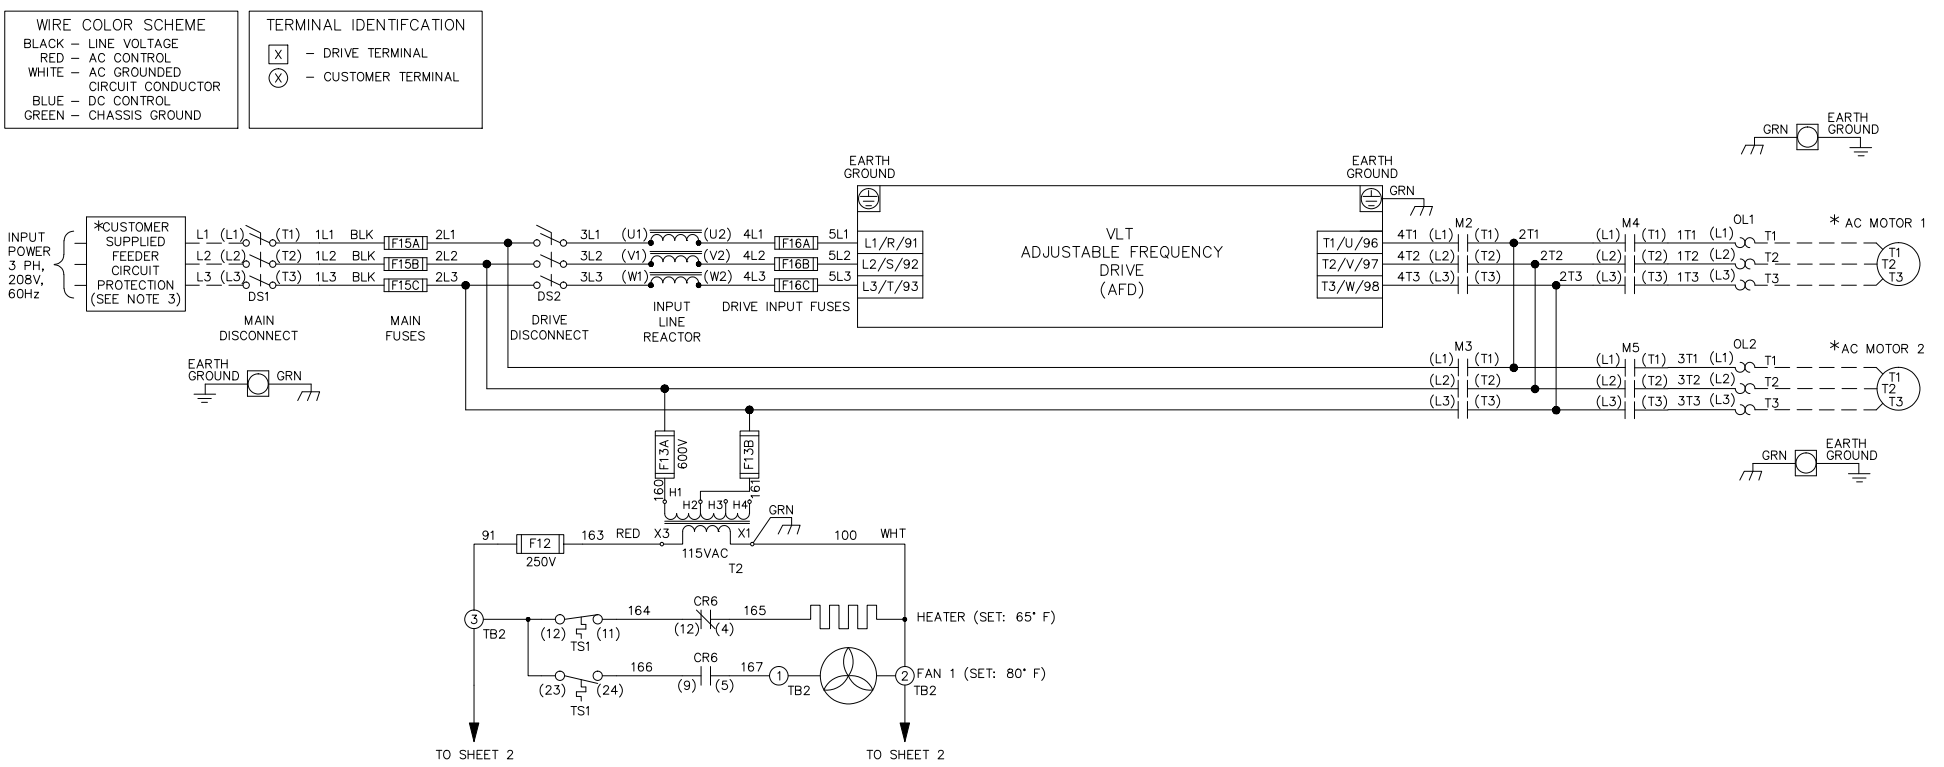 WIRE COLOR SCHEME
BLACK – LINE VOLTAGE
RED – AC CONTROL
WHITE – AC GROUNDED
CIRCUIT CONDUCTOR
BLUE – DC CONTROL
GREEN – CHASSIS GROUND
TERMINAL IDENTIFCATION
X – DRIVE TERMINAL
X – CUSTOMER TERMINAL
GRN
EARTH
GROUND
EARTH
GROUND
EARTH
GROUND
GRN
INPUT
POWER
3 PH,
208V,
60Hz
*CUSTOMER
SUPPLIED
FEEDER
CIRCUIT
PROTECTION
(SEE NOTE 3)
L1 (L1) (T1) 1L1 BLK F15A 2L1 3L1 (U1) (U2) 4L1 F16A 5L1 L1/R/91
L2 (L2) (T2) 1L2 BLK F15B 2L2 3L2 (V1) (V2) 4L2 F16B 5L2 L2/S/92
L3 (L3) (T3) 1L3 BLK F15C 2L3 3L3 (W1) (W2) 4L3 F16C 5L3 L3/T/93
DS1
DS2
MAIN
DISCONNECT
MAIN
FUSES
DRIVE
DISCONNECT
INPUT
LINE
REACTOR
DRIVE INPUT FUSES
VLT
ADJUSTABLE FREQUENCY
DRIVE
(AFD)
M2
M4
OL1
* AC MOTOR 1
T1/U/96 4T1 (L1) (T1) 2T1 (L1) (T1) 1T1 (L1) T1 T1
T2/V/97 4T2 (L2) (T2) 2T2 (L2) (T2) 1T2 (L2) T2 T2
T3/W/98 4T3 (L3) (T3) 2T3 (L3) (T3) 1T3 (L3) T3 T3
M3
M5
OL2
*AC MOTOR 2
(L1) (T1) (L1) (T1) 3T1 (L1) T1 T1
(L2) (T2) (L2) (T2) 3T2 (L2) T2 T2
(L3) (T3) (L3) (T3) 3T3 (L3) T3 T3
EARTH
GROUND
GRN
GRN
EARTH
GROUND
F13A
600V
F13B
160
161
H1
H2 H3 H4
GRN
91 F12 163 RED X3 X1 100 WHT
250V
115VAC
T2
3
TB2
164 CR6 165
(12) (11) (12) (4)
TS1
HEATER (SET: 65° F)
166 CR6 167 1 2 FAN 1 (SET: 80° F)
(23) (24) (9) (5) TB2 TB2
TS1
TO SHEET 2
TO SHEET 2